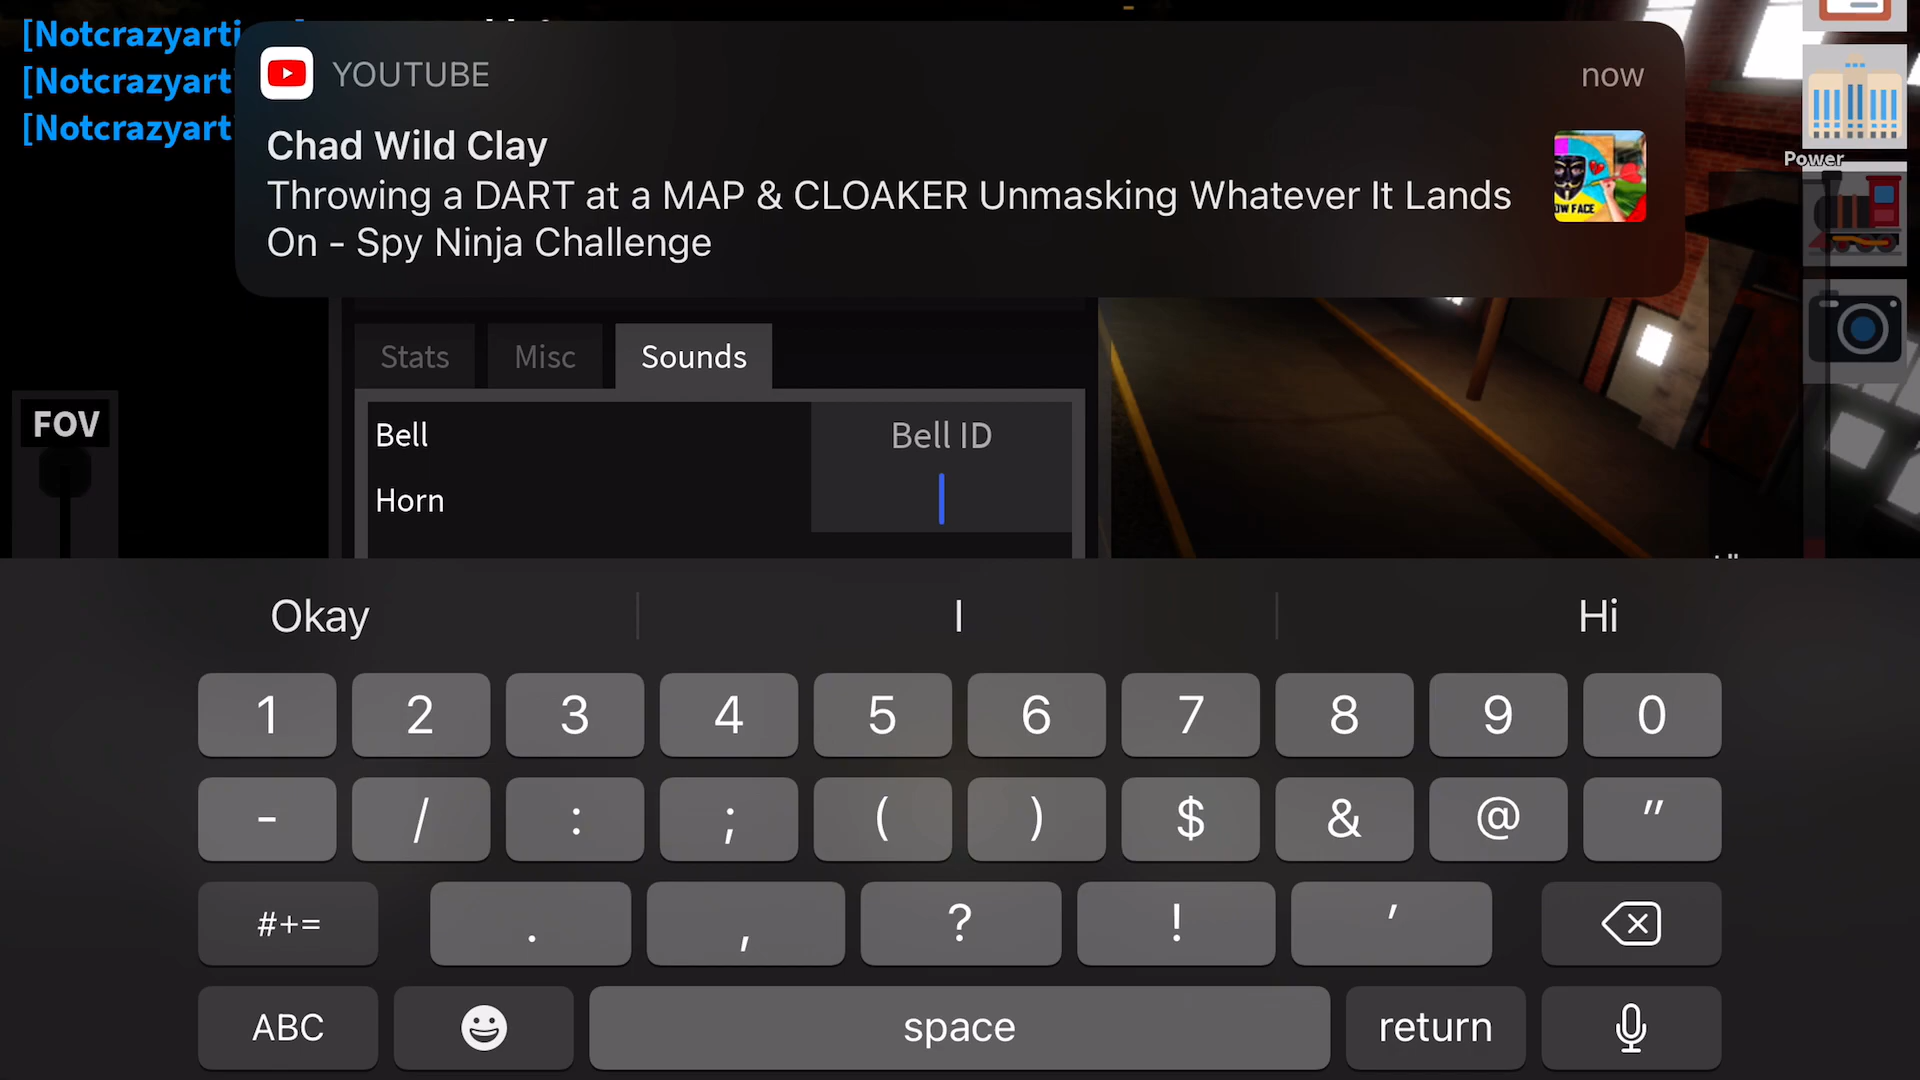 [Notcrazyarti
[Notcrazyart
[Notcrazyart
YOUTUBE
now
Chad Wild Clay
Throwing a DART at a MAP & CLOAKER Unmasking Whatever It Lands
On - Spy Ninja Challenge
OW FACE
Power
Stats Misc Sounds
FOV
Bell
Bell ID
Horn
Okay I Hi
1 2 3 4 5 6 7 8 9 0
- / : ; ( ) $ & @ "
#+= . , ? ! '
ABC space return